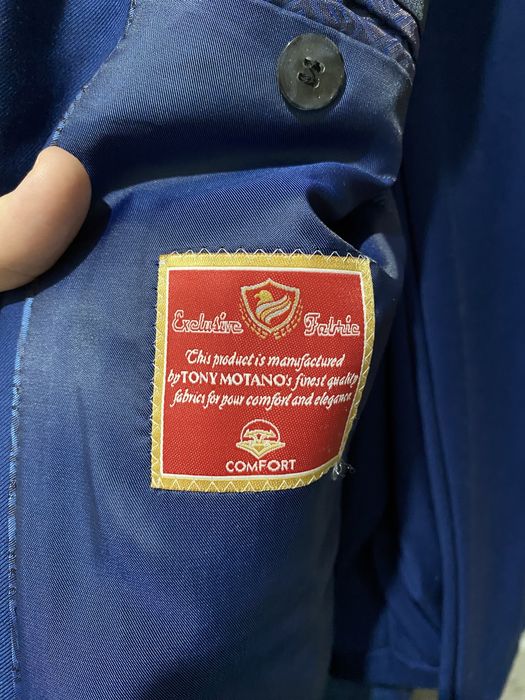 S
Exclusive Fabric
This product is manufactured
by TONY MOTANO's finest quality
fabrics for your comfort and elegance.
COMFORT